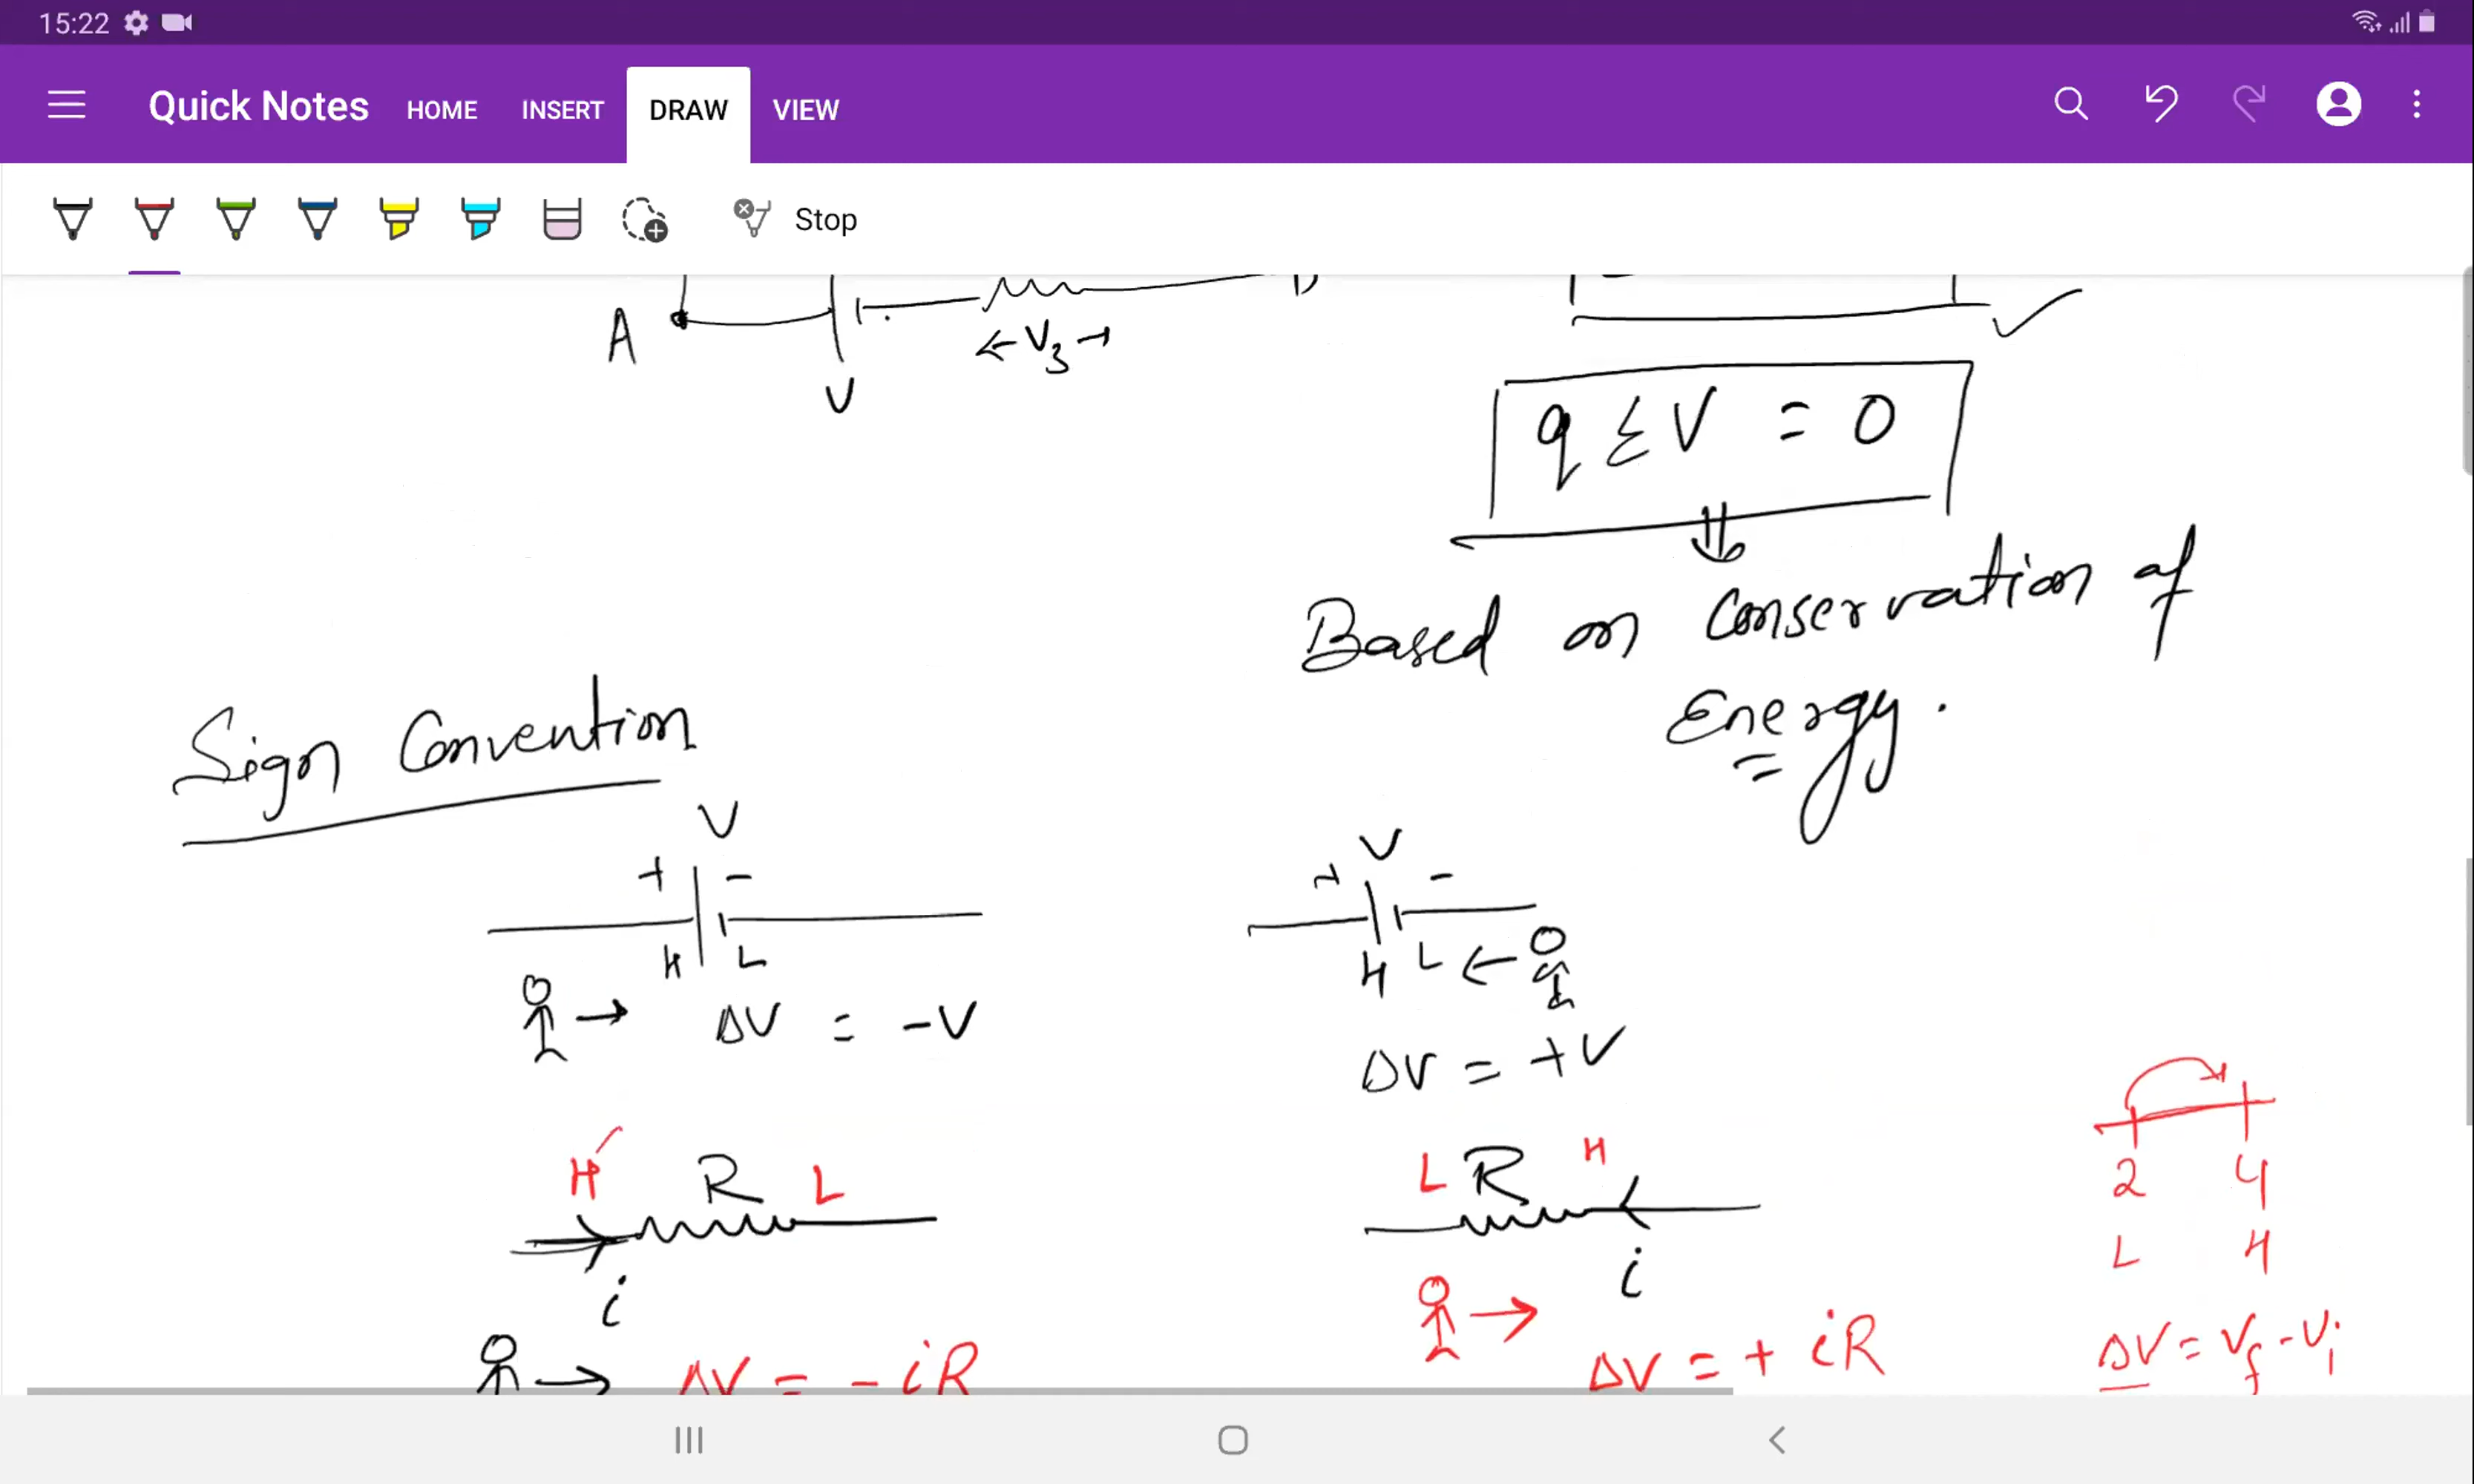 15:22
Quick Notes HOME INSERT DRAW VIEW
Stop
A
← V3 →
V
q Σ V = 0
Based on Conservation of
Energy.
Sign Convention
V
+ -
H L
ΔV = -V
V
+ -
H L ←
ΔV = +V
H R L
i
→ ΔV = - iR
L R H
i
→
ΔV = + iR
2 4
L H
ΔV = Vf - Vi